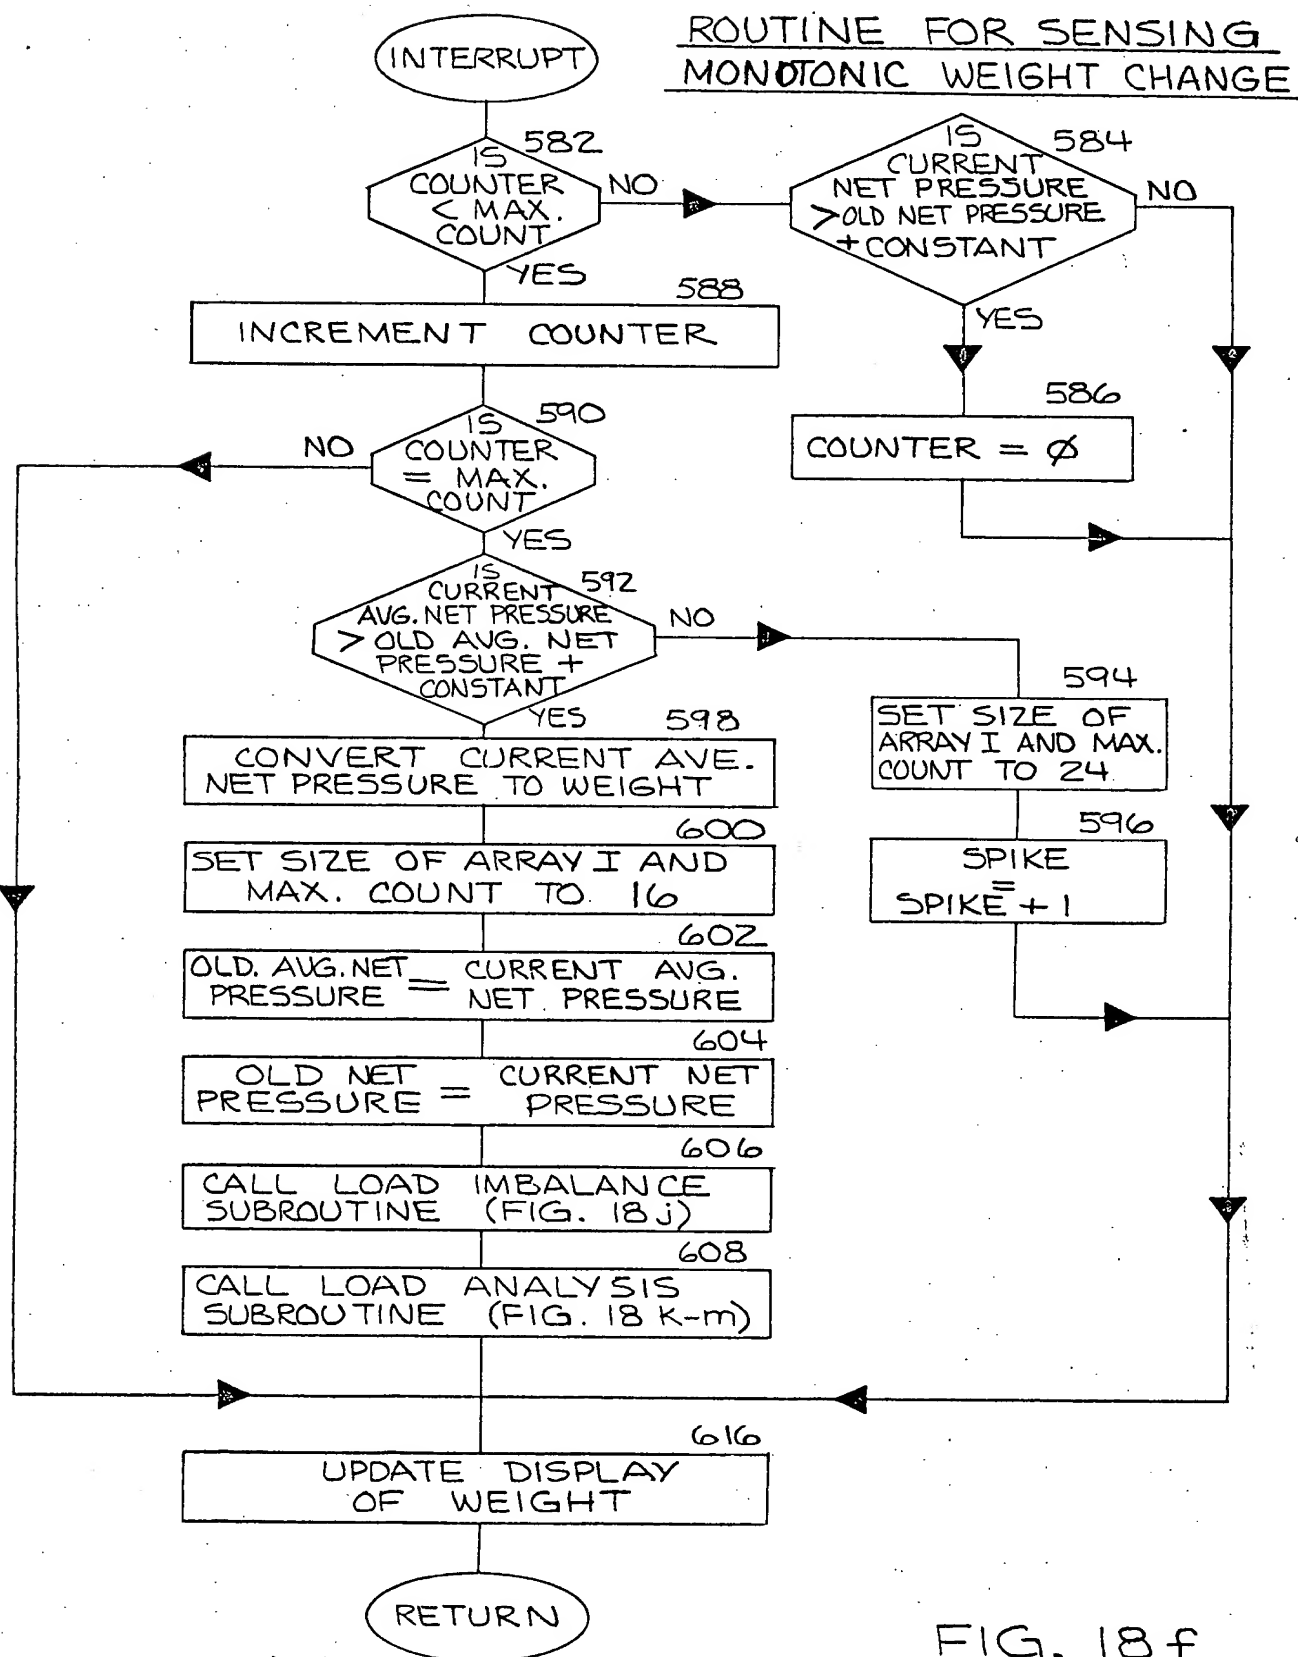 ROUTINE FOR SENSING
MONOTONIC WEIGHT CHANGE
INTERRUPT
582
IS
COUNTER
< MAX.
COUNT
NO
YES
584
IS
CURRENT
NET PRESSURE
> OLD NET PRESSURE
+ CONSTANT
NO
YES
588
INCREMENT COUNTER
586
COUNTER = Ø
590
IS
COUNTER
= MAX.
COUNT
NO
YES
592
IS
CURRENT
AVG. NET PRESSURE
> OLD AVG. NET
PRESSURE +
CONSTANT
NO
YES
594
SET SIZE OF
ARRAY I AND MAX.
COUNT TO 24
596
SPIKE
=
SPIKE + 1
598
CONVERT CURRENT AVE.
NET PRESSURE TO WEIGHT
600
SET SIZE OF ARRAY I AND
MAX. COUNT TO 16
602
OLD. AVG. NET PRESSURE = CURRENT AVG. NET PRESSURE
604
OLD NET PRESSURE = CURRENT NET PRESSURE
606
CALL LOAD IMBALANCE
SUBROUTINE (FIG. 18 j)
608
CALL LOAD ANALYSIS
SUBROUTINE (FIG. 18 K-m)
616
UPDATE DISPLAY
OF WEIGHT
RETURN
FIG. 18 f